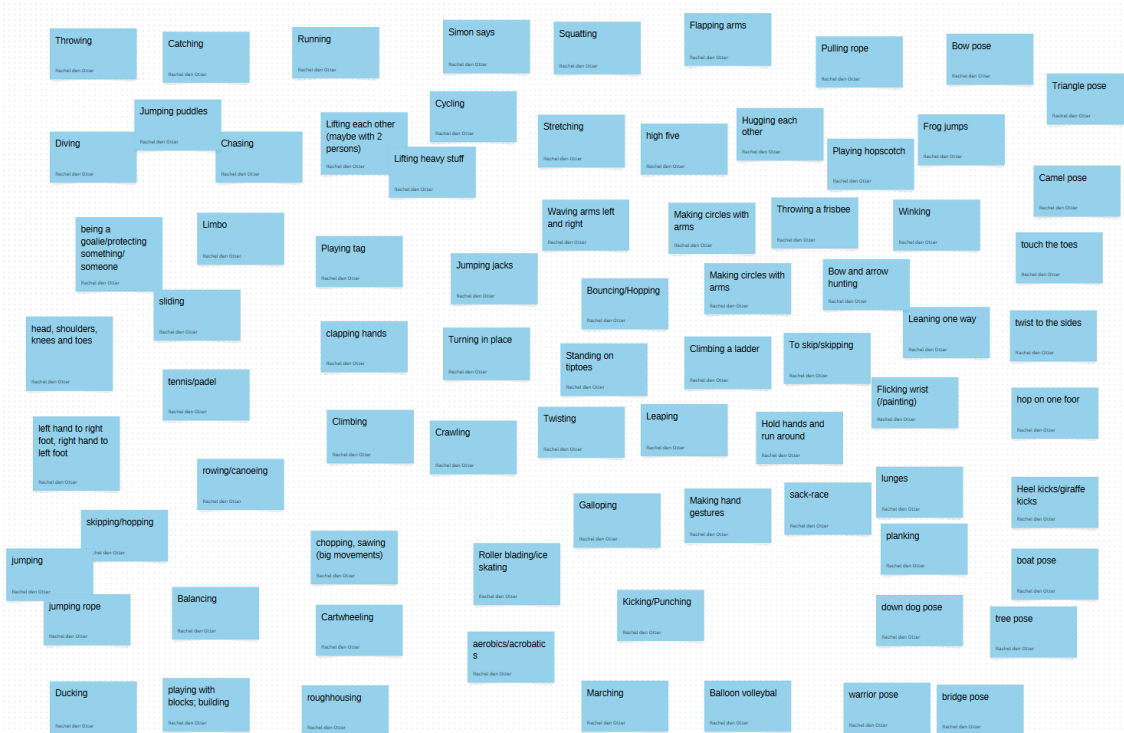 Throwing
Rachel den Otter
Catching
Rachel den Otter
Running
Rachel den Otter
Simon says
Rachel den Otter
Squatting
Rachel den Otter
Flapping arms
Rachel den Otter
Pulling rope
Rachel den Otter
Bow pose
Rachel den Otter
Triangle pose
Rachel den Otter
Diving
Rachel den Otter
Jumping puddles
Rachel den Otter
Chasing
Rachel den Otter
Lifting each other
(maybe with 2
persons)
Rachel den Otter
Cycling
Rachel den Otter
Lifting heavy stuff
Rachel den Otter
Stretching
Rachel den Otter
high five
Rachel den Otter
Hugging each
other
Rachel den Otter
Playing hopscotch
Rachel den Otter
Frog jumps
Rachel den Otter
Camel pose
Rachel den Otter
being a
goalie/protecting
something/
someone
Rachel den Otter
Limbo
Rachel den Otter
Playing tag
Rachel den Otter
Jumping jacks
Rachel den Otter
Waving arms left
and right
Rachel den Otter
Making circles with
arms
Rachel den Otter
Throwing a frisbee
Rachel den Otter
Winking
Rachel den Otter
touch the toes
Rachel den Otter
sliding
Rachel den Otter
Bouncing/Hopping
Rachel den Otter
Making circles with
arms
Rachel den Otter
Bow and arrow
hunting
Rachel den Otter
Leaning one way
Rachel den Otter
twist to the sides
Rachel den Otter
head, shoulders,
knees and toes
Rachel den Otter
clapping hands
Rachel den Otter
Turning in place
Rachel den Otter
Standing on
tiptoes
Rachel den Otter
Climbing a ladder
Rachel den Otter
To skip/skipping
Rachel den Otter
tennis/padel
Rachel den Otter
Flicking wrist
(/painting)
Rachel den Otter
hop on one foor
Rachel den Otter
left hand to right
foot, right hand to
left foot
Rachel den Otter
Climbing
Rachel den Otter
Crawling
Rachel den Otter
Twisting
Rachel den Otter
Leaping
Rachel den Otter
Hold hands and
run around
Rachel den Otter
rowing/canoeing
Rachel den Otter
Galloping
Rachel den Otter
Making hand
gestures
Rachel den Otter
sack-race
Rachel den Otter
lunges
Rachel den Otter
Heel kicks/giraffe
kicks
Rachel den Otter
skipping/hopping
chel den Otter
jumping
Rachel den Otter
chopping, sawing
(big movements)
Rachel den Otter
Roller blading/ice
skating
Rachel den Otter
planking
Rachel den Otter
boat pose
Rachel den Otter
jumping rope
Rachel den Otter
Balancing
Rachel den Otter
Cartwheeling
Rachel den Otter
Kicking/Punching
Rachel den Otter
down dog pose
Rachel den Otter
tree pose
Rachel den Otter
aerobics/acrobatic
s
Rachel den Otter
Ducking
Rachel den Otter
playing with
blocks; building
Rachel den Otter
roughhousing
Rachel den Otter
Marching
Rachel den Otter
Balloon volleybal
Rachel den Otter
warrior pose
Rachel den Otter
bridge pose
Rachel den Otter